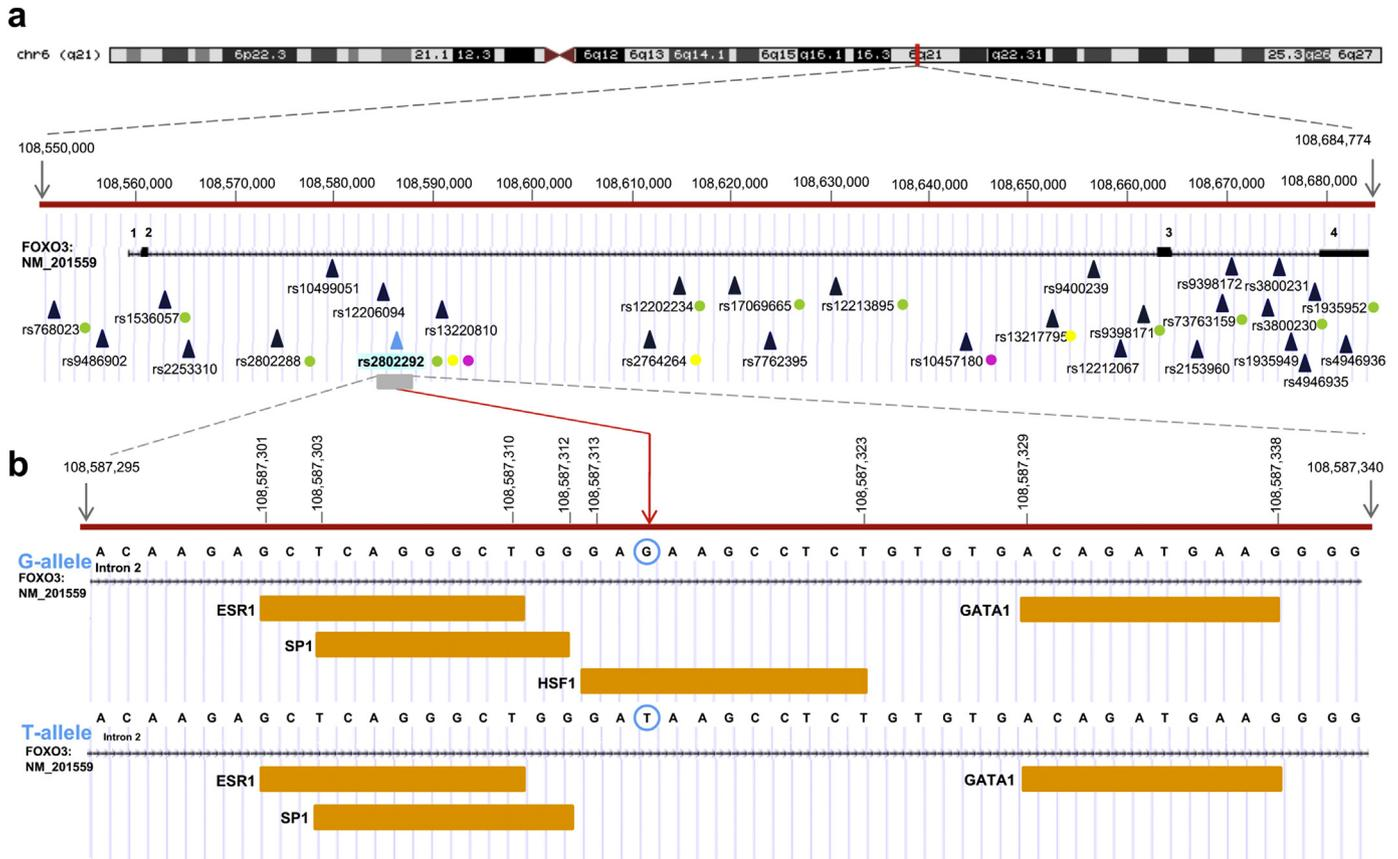 a
chr6 (q21) 6p22.3 21.1 12.3 6q12 6q13 6q14.1 6q15 q16.1 16.3 6q21 q22.31 25.3 q26 6q27
108,550,000 108,684,774
108,560,000 108,570,000 108,580,000 108,590,000 108,600,000 108,610,000 108,620,000 108,630,000 108,640,000 108,650,000 108,660,000 108,670,000 108,680,000
1 2 3 4
FOXO3:
NM_201559
rs10499051 rs9400239 rs9398172 rs3800231
rs12206094 rs12202234 rs17069665 rs12213895 rs1935952
rs768023 rs1536057 rs13220810 rs13217795 rs9398171 rs73763159 rs3800230
rs9486902 rs2253310 rs2802288 rs2802292 rs2764264 rs7762395 rs10457180 rs12212067 rs2153960 rs1935949 rs4946936
rs4946935
b
108,587,295 108,587,301 108,587,303 108,587,310 108,587,312 108,587,313 108,587,323 108,587,329 108,587,338 108,587,340
G-allele A C A A G A G C T C A G G G C T G G G A G A A G C C T C T G T G T G A C A G A T G A A G G G G
Intron 2
FOXO3:
NM_201559
ESR1 GATA1
SP1
HSF1
T-allele A C A A G A G C T C A G G G C T G G G A T A A G C C T C T G T G T G A C A G A T G A A G G G G
Intron 2
FOXO3:
NM_201559
ESR1 GATA1
SP1